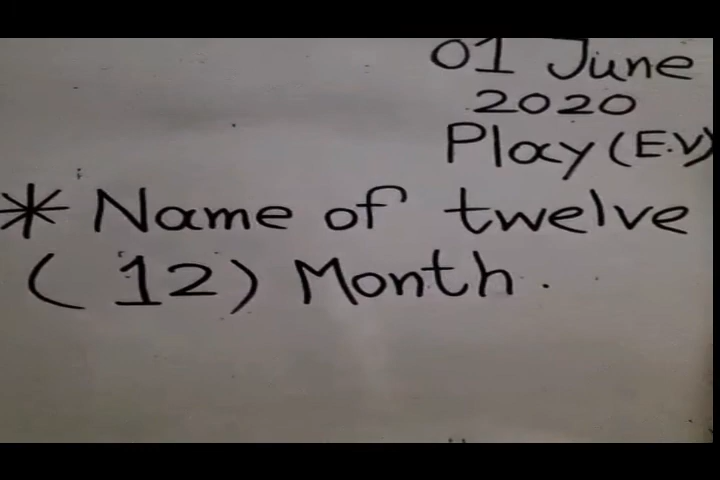 01 June
2020
Play (E.V)
* Name of twelve
( 12 ) Month .